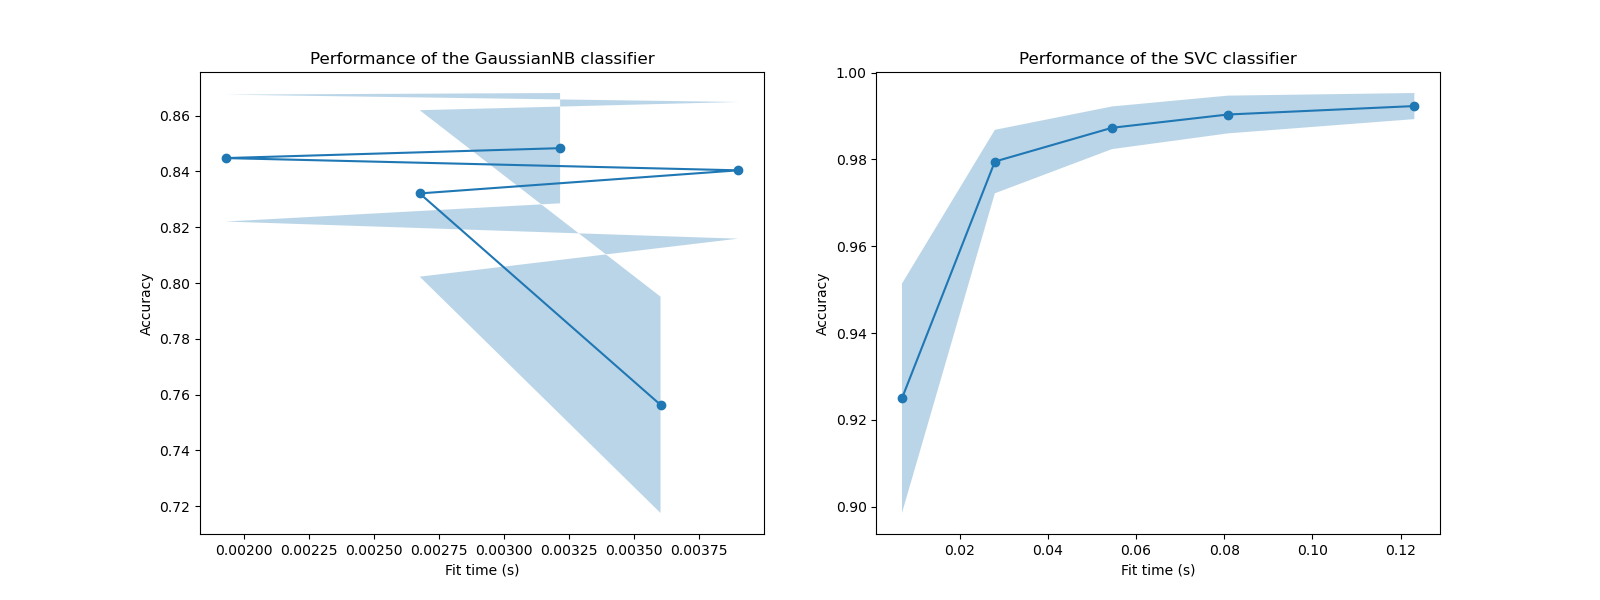 Performance of the GaussianNB classifier
Accuracy
0.86
0.84
0.82
0.80
0.78
0.76
0.74
0.72
0.00200 0.00225 0.00250 0.00275 0.00300 0.00325 0.00350 0.00375
Fit time (s)
Performance of the SVC classifier
Accuracy
1.00
0.98
0.96
0.94
0.92
0.90
0.02 0.04 0.06 0.08 0.10 0.12
Fit time (s)